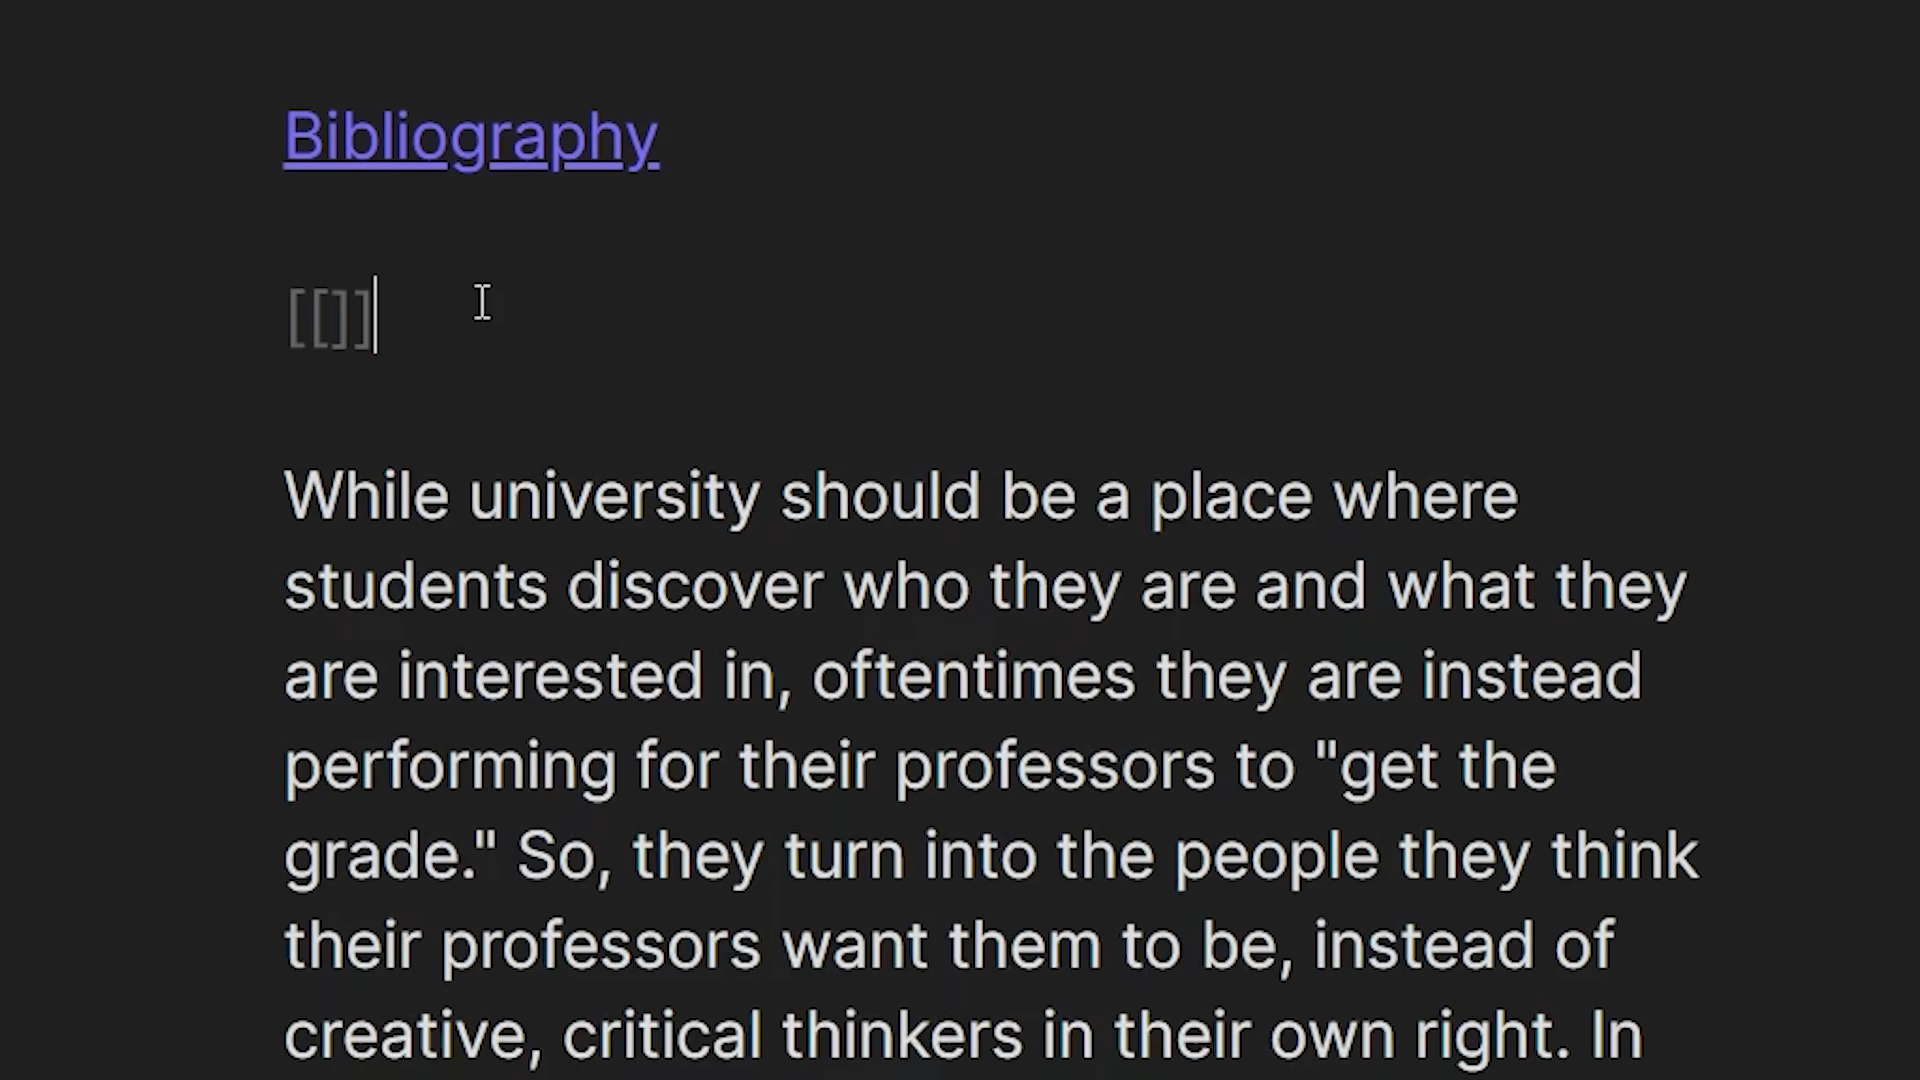 Bibliography
[[]]
While university should be a place where
students discover who they are and what they
are interested in, oftentimes they are instead
performing for their professors to "get the
grade." So, they turn into the people they think
their professors want them to be, instead of
creative, critical thinkers in their own right. In